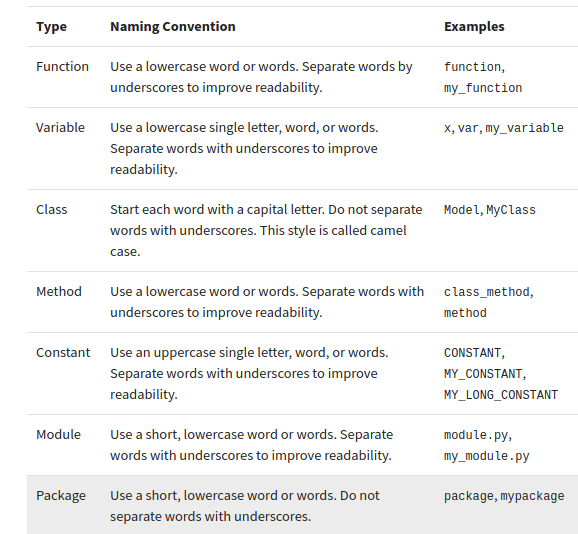 Type Naming Convention Examples
Function Use a lowercase word or words. Separate words by function,
underscores to improve readability. my_function
Variable Use a lowercase single letter, word, or words. x, var, my_variable
Separate words with underscores to improve
readability.
Class Start each word with a capital letter. Do not separate Model, MyClass
words with underscores. This style is called camel
case.
Method Use a lowercase word or words. Separate words with class_method,
underscores to improve readability. method
Constant Use an uppercase single letter, word, or words. CONSTANT,
Separate words with underscores to improve MY_CONSTANT,
readability. MY_LONG_CONSTANT
Module Use a short, lowercase word or words. Separate module.py,
words with underscores to improve readability. my_module.py
Package Use a short, lowercase word or words. Do not package, mypackage
separate words with underscores.